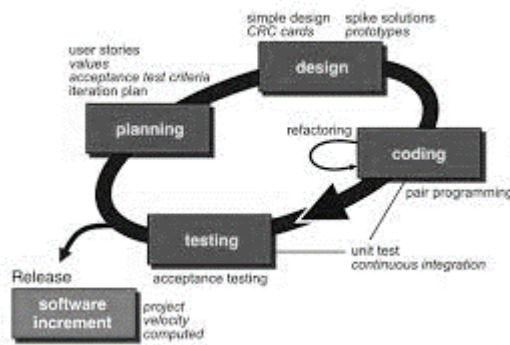 simple design
CRC cards
spike solutions
prototypes
user stories
values
acceptance test criteria
iteration plan
design
planning
refactoring
coding
pair programming
testing
unit test
continuous integration
acceptance testing
Release
software
increment
project
velocity
computed